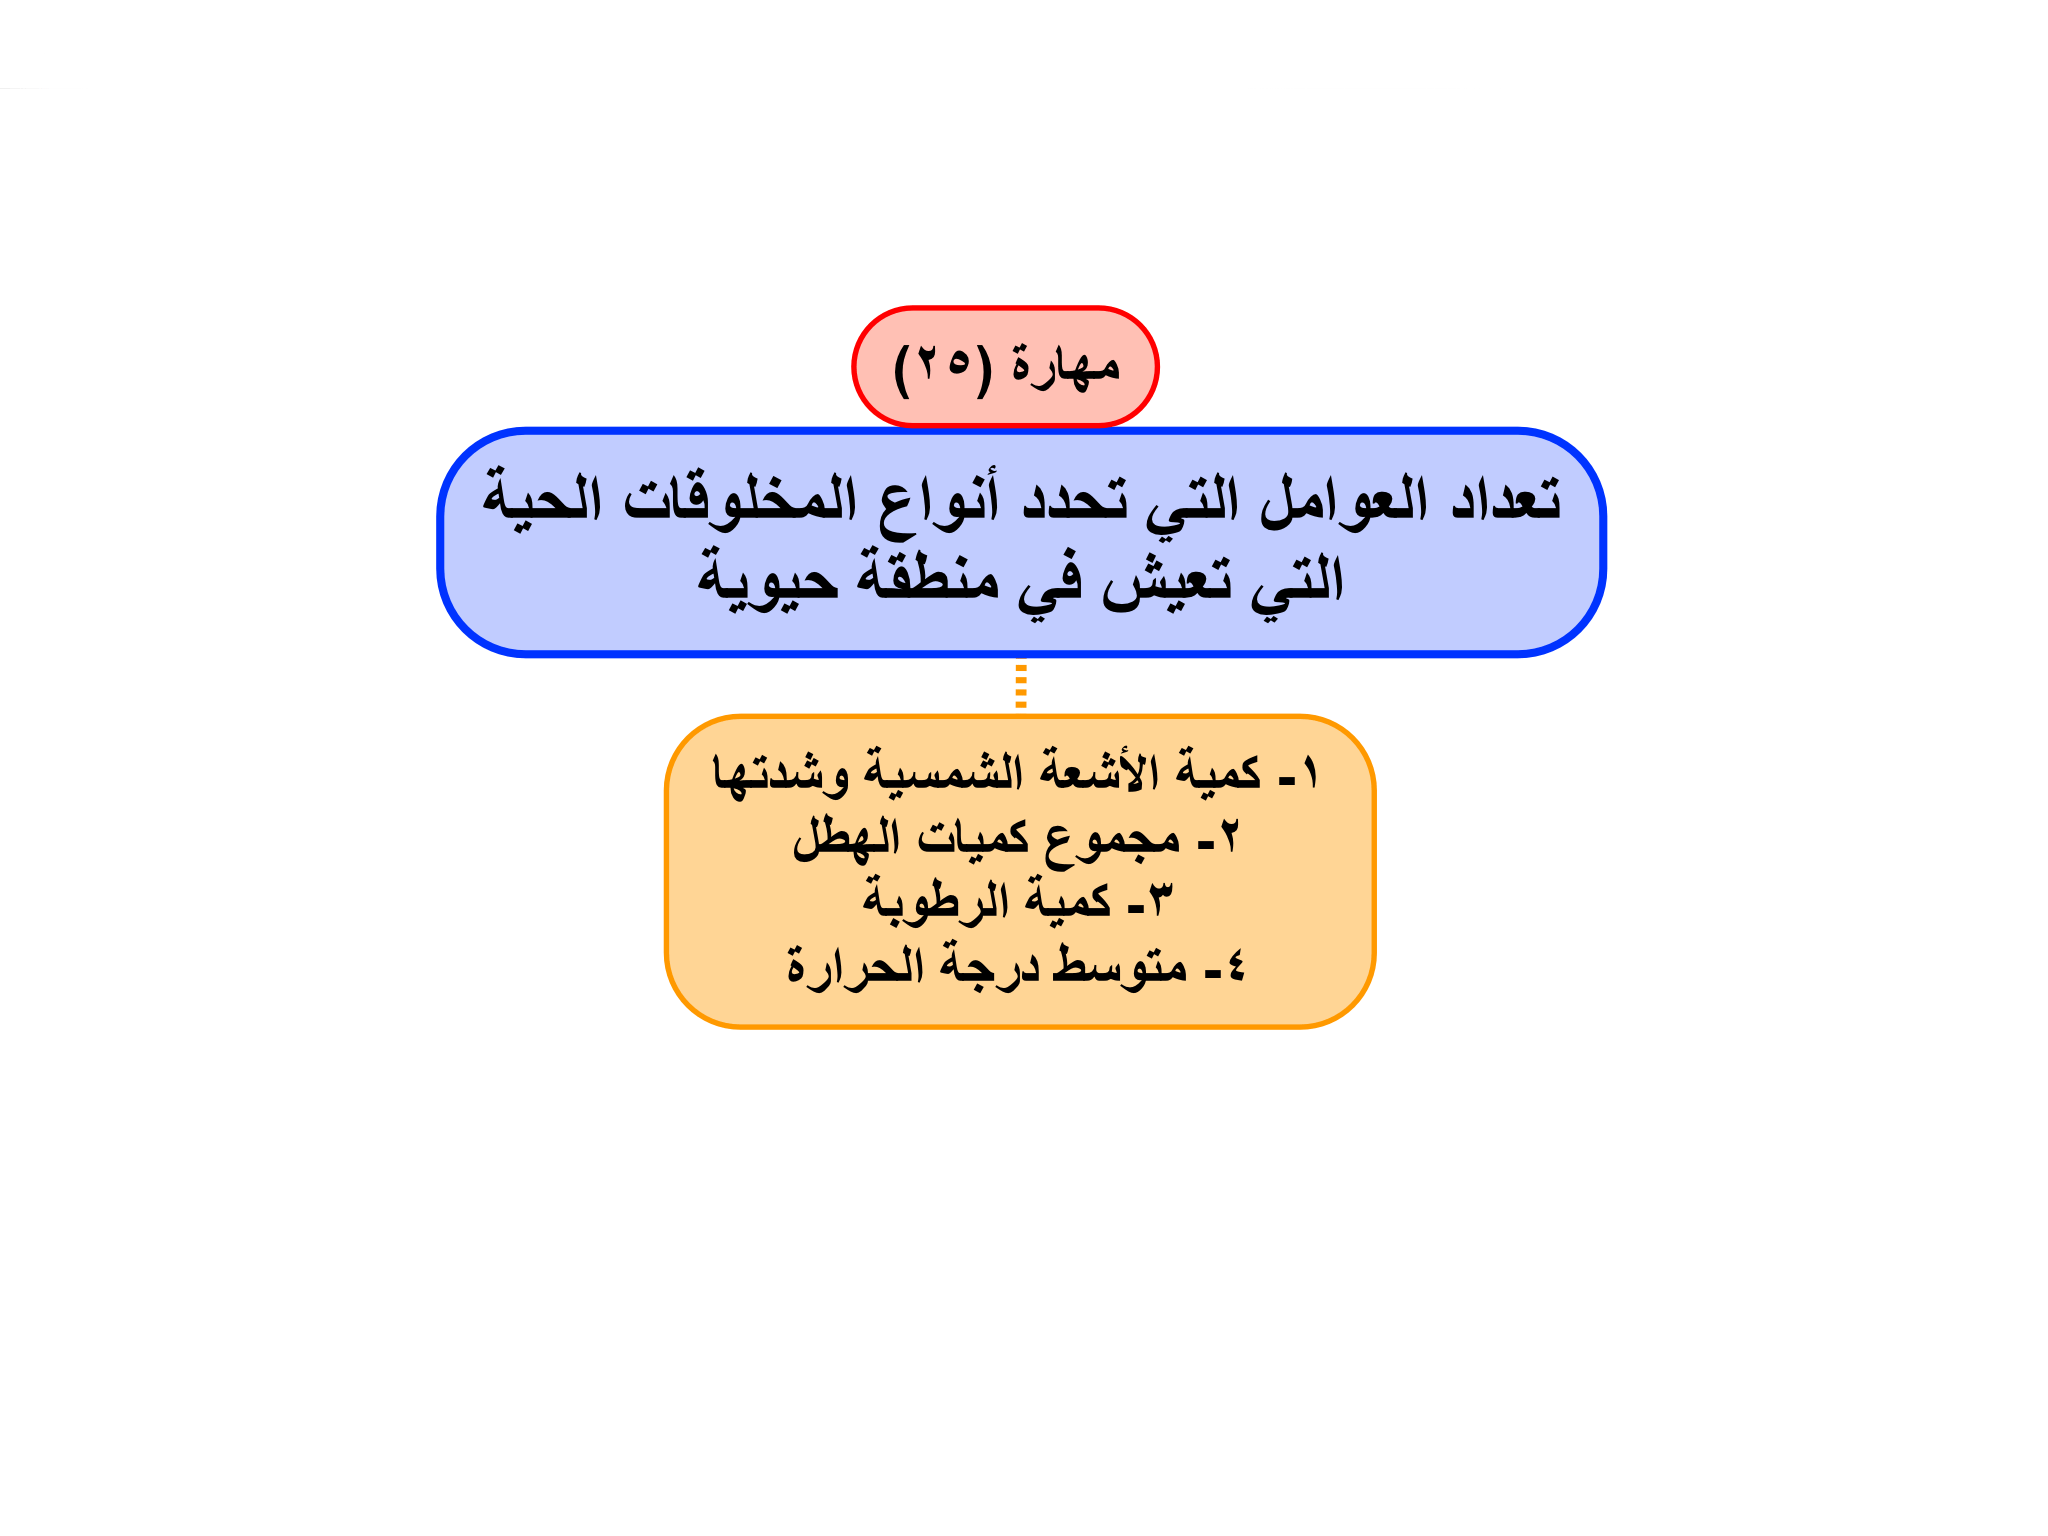 مهارة (٢٥)
تعداد العوامل التي تحدد أنواع المخلوقات الحية
التي تعيش في منطقة حيوية
١- كمية الأشعة الشمسية وشدتها
٢- مجموع كميات الهطل
٣- كمية الرطوبة
٤- متوسط درجة الحرارة